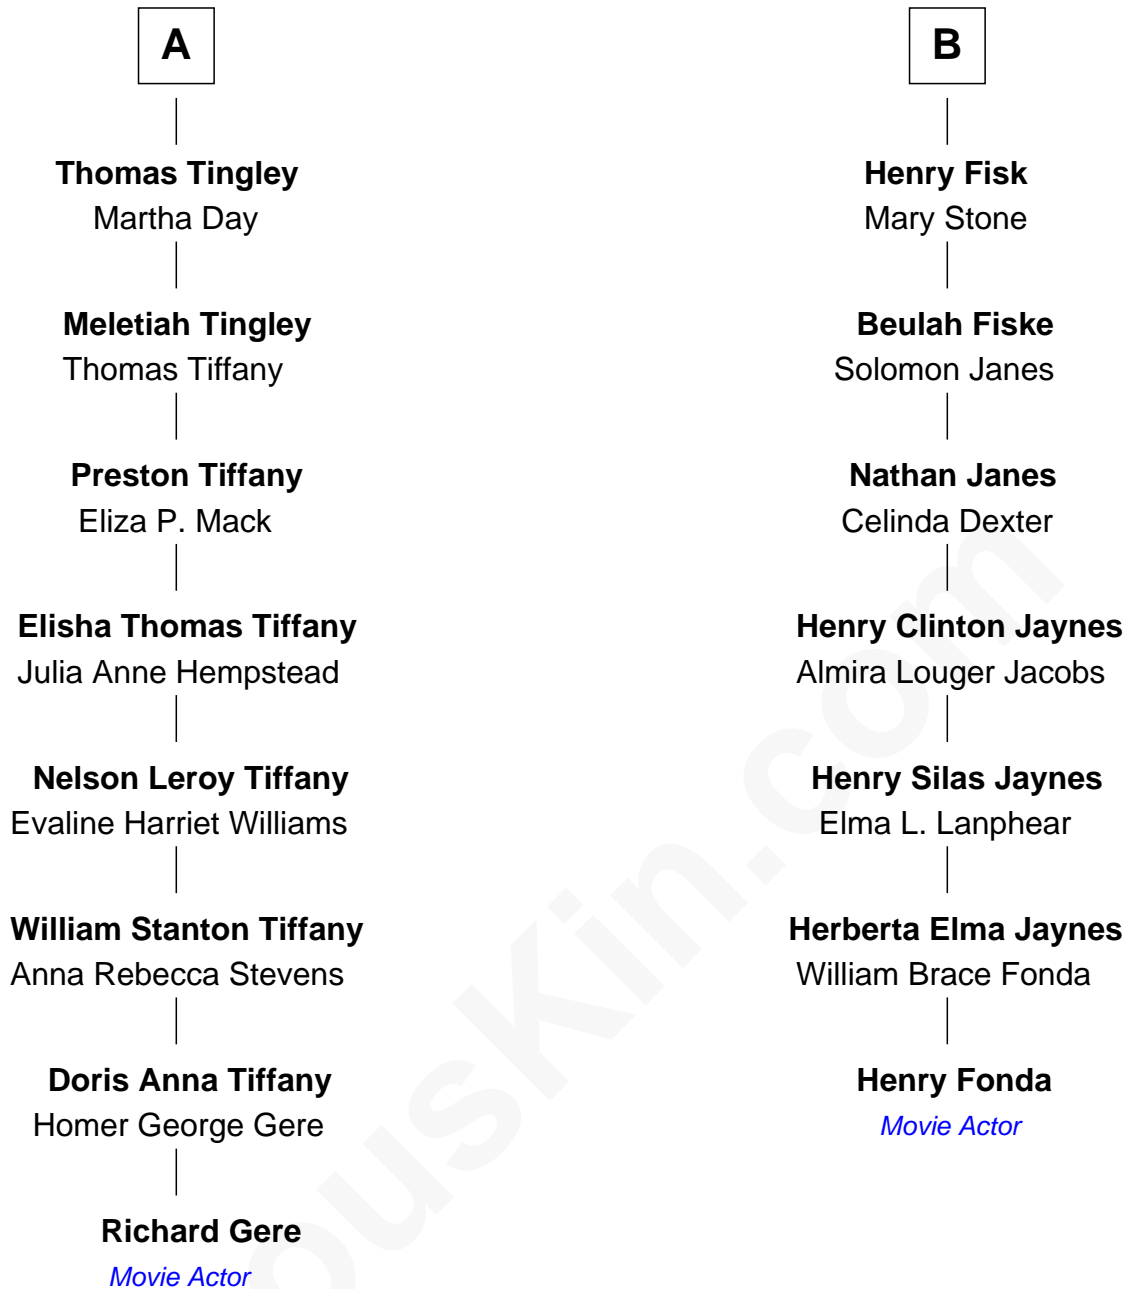 A
Thomas Tingley
Martha Day
Meletiah Tingley
Thomas Tiffany
Preston Tiffany
Eliza P. Mack
Elisha Thomas Tiffany
Julia Anne Hempstead
Nelson Leroy Tiffany
Evaline Harriet Williams
William Stanton Tiffany
Anna Rebecca Stevens
Doris Anna Tiffany
Homer George Gere
Richard Gere
Movie Actor
B
Henry Fisk
Mary Stone
Beulah Fiske
Solomon Janes
Nathan Janes
Celinda Dexter
Henry Clinton Jaynes
Almira Louger Jacobs
Henry Silas Jaynes
Elma L. Lanphear
Herberta Elma Jaynes
William Brace Fonda
Henry Fonda
Movie Actor
ousKin.com